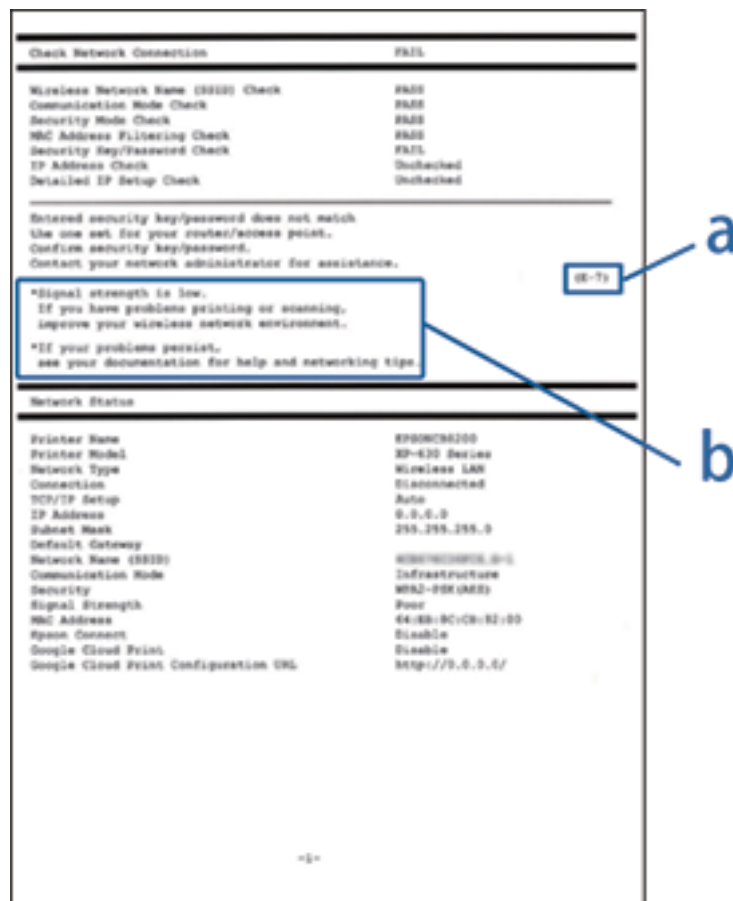 Check Network Connection FAIL
Wireless Network Name (SSID) Check PASS
Communication Mode Check PASS
Security Mode Check PASS
MAC Address Filtering Check PASS
Security Key/Password Check FAIL
IP Address Check Unchecked
Detailed IP Setup Check Unchecked
Entered security key/password does not match
the one set for your router/access point.
Confirm security key/password.
Contact your network administrator for assistance.
(E-7)
a
*Signal strength is low.
If you have problems printing or scanning,
improve your wireless network environment.
*If your problems persist,
see your documentation for help and networking tips.
b
Network Status
Printer Name
Printer Model XP-630 Series
Network Type Wireless LAN
Connection Disconnected
TCP/IP Setup Auto
IP Address 0.0.0.0
Subnet Mask 255.255.255.0
Default Gateway
Network Name (SSID)
Communication Mode Infrastructure
Security WPA2-PSK(AES)
Signal Strength Poor
MAC Address
Epson Connect Disable
Google Cloud Print Disable
Google Cloud Print Configuration URL http://0.0.0.0/
-1-